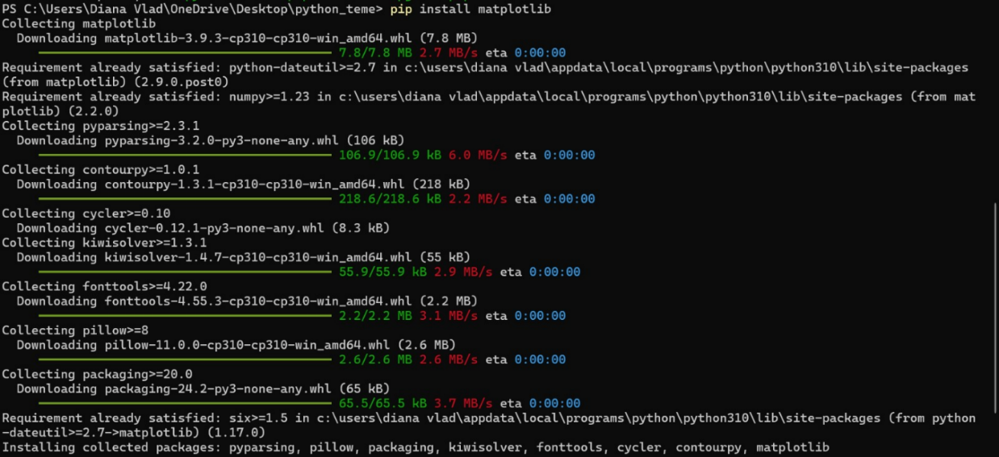 PS C:\Users\Diana Vlad\OneDrive\Desktop\python_teme> pip install matplotlib
Collecting matplotlib
  Downloading matplotlib-3.9.3-cp310-cp310-win_amd64.whl (7.8 MB)
     7.8/7.8 MB 2.7 MB/s eta 0:00:00
Requirement already satisfied: python-dateutil>=2.7 in c:\users\diana vlad\appdata\local\programs\python\python310\lib\site-packages
(from matplotlib) (2.9.0.post0)
Requirement already satisfied: numpy>=1.23 in c:\users\diana vlad\appdata\local\programs\python\python310\lib\site-packages (from mat
plotlib) (2.2.0)
Collecting pyparsing>=2.3.1
  Downloading pyparsing-3.2.0-py3-none-any.whl (106 kB)
     106.9/106.9 kB 6.0 MB/s eta 0:00:00
Collecting contourpy>=1.0.1
  Downloading contourpy-1.3.1-cp310-cp310-win_amd64.whl (218 kB)
     218.6/218.6 kB 2.2 MB/s eta 0:00:00
Collecting cycler>=0.10
  Downloading cycler-0.12.1-py3-none-any.whl (8.3 kB)
Collecting kiwisolver>=1.3.1
  Downloading kiwisolver-1.4.7-cp310-cp310-win_amd64.whl (55 kB)
     55.9/55.9 kB 2.9 MB/s eta 0:00:00
Collecting fonttools>=4.22.0
  Downloading fonttools-4.55.3-cp310-cp310-win_amd64.whl (2.2 MB)
     2.2/2.2 MB 3.1 MB/s eta 0:00:00
Collecting pillow>=8
  Downloading pillow-11.0.0-cp310-cp310-win_amd64.whl (2.6 MB)
     2.6/2.6 MB 2.6 MB/s eta 0:00:00
Collecting packaging>=20.0
  Downloading packaging-24.2-py3-none-any.whl (65 kB)
     65.5/65.5 kB 3.7 MB/s eta 0:00:00
Requirement already satisfied: six>=1.5 in c:\users\diana vlad\appdata\local\programs\python\python310\lib\site-packages (from python
-dateutil>=2.7->matplotlib) (1.17.0)
Installing collected packages: pyparsing, pillow, packaging, kiwisolver, fonttools, cycler, contourpy, matplotlib